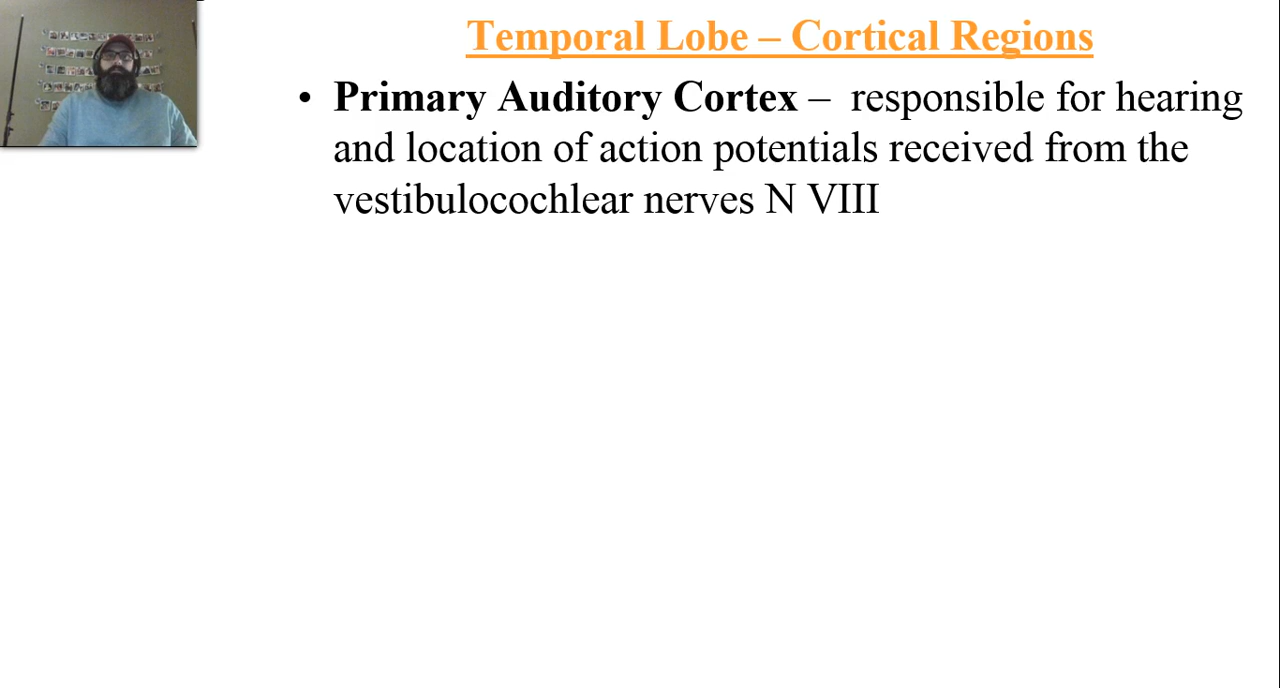 Temporal Lobe – Cortical Regions
• Primary Auditory Cortex – responsible for hearing
and location of action potentials received from the
vestibulocochlear nerves N VIII